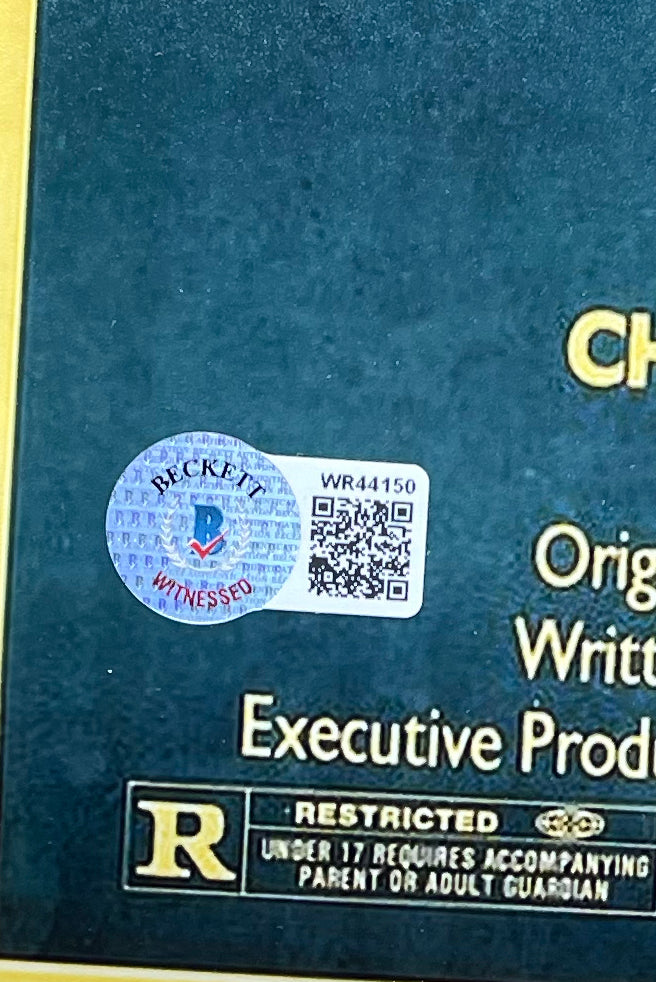 CH
BECKETT
B
WITNESSED
WR44150
Orig
Writt
Executive Produ
R
RESTRICTED
UNDER 17 REQUIRES ACCOMPANYING
PARENT OR ADULT GUARDIAN